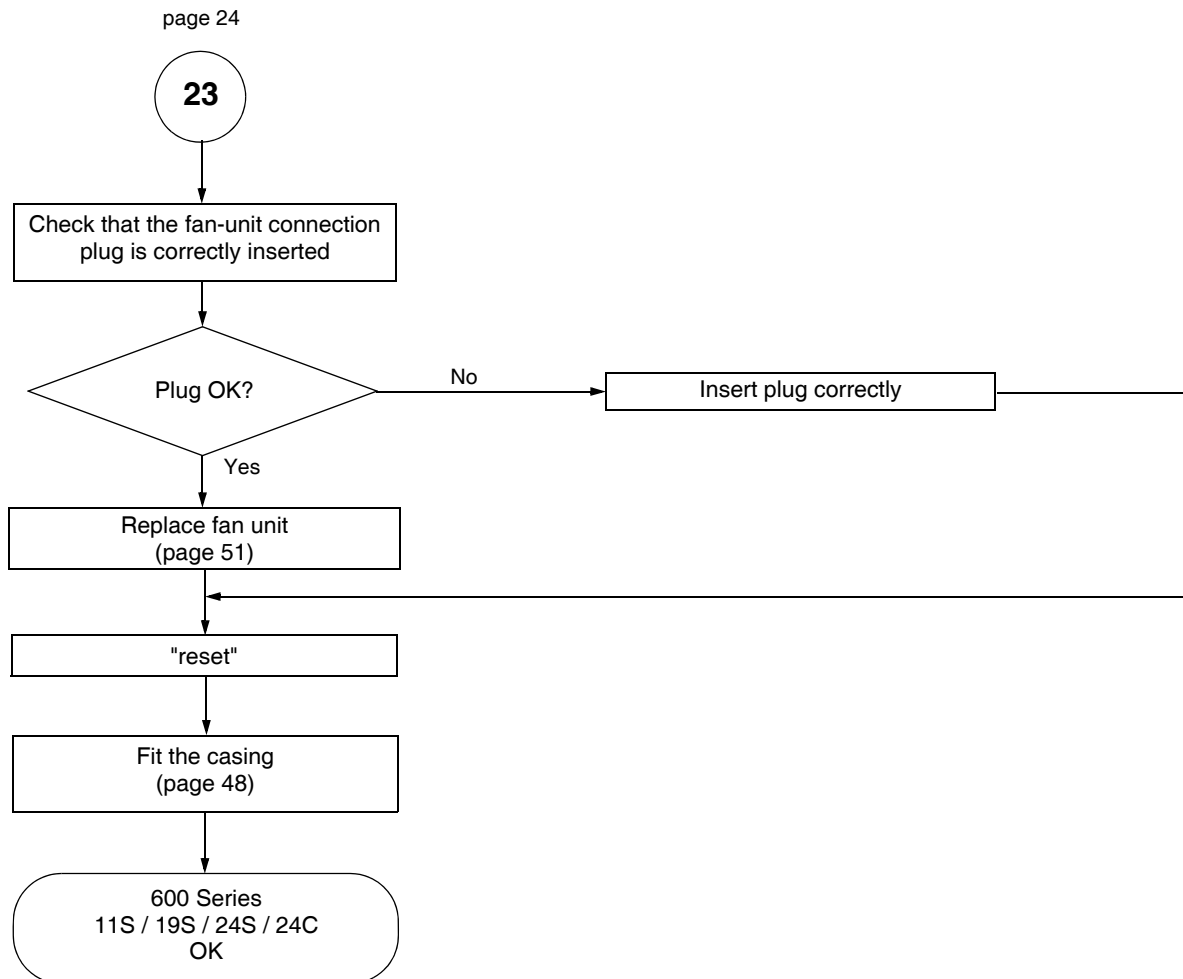 page 24
23
Check that the fan-unit connection
plug is correctly inserted
Plug OK?
No
Insert plug correctly
Yes
Replace fan unit
(page 51)
"reset"
Fit the casing
(page 48)
600 Series
11S / 19S / 24S / 24C
OK